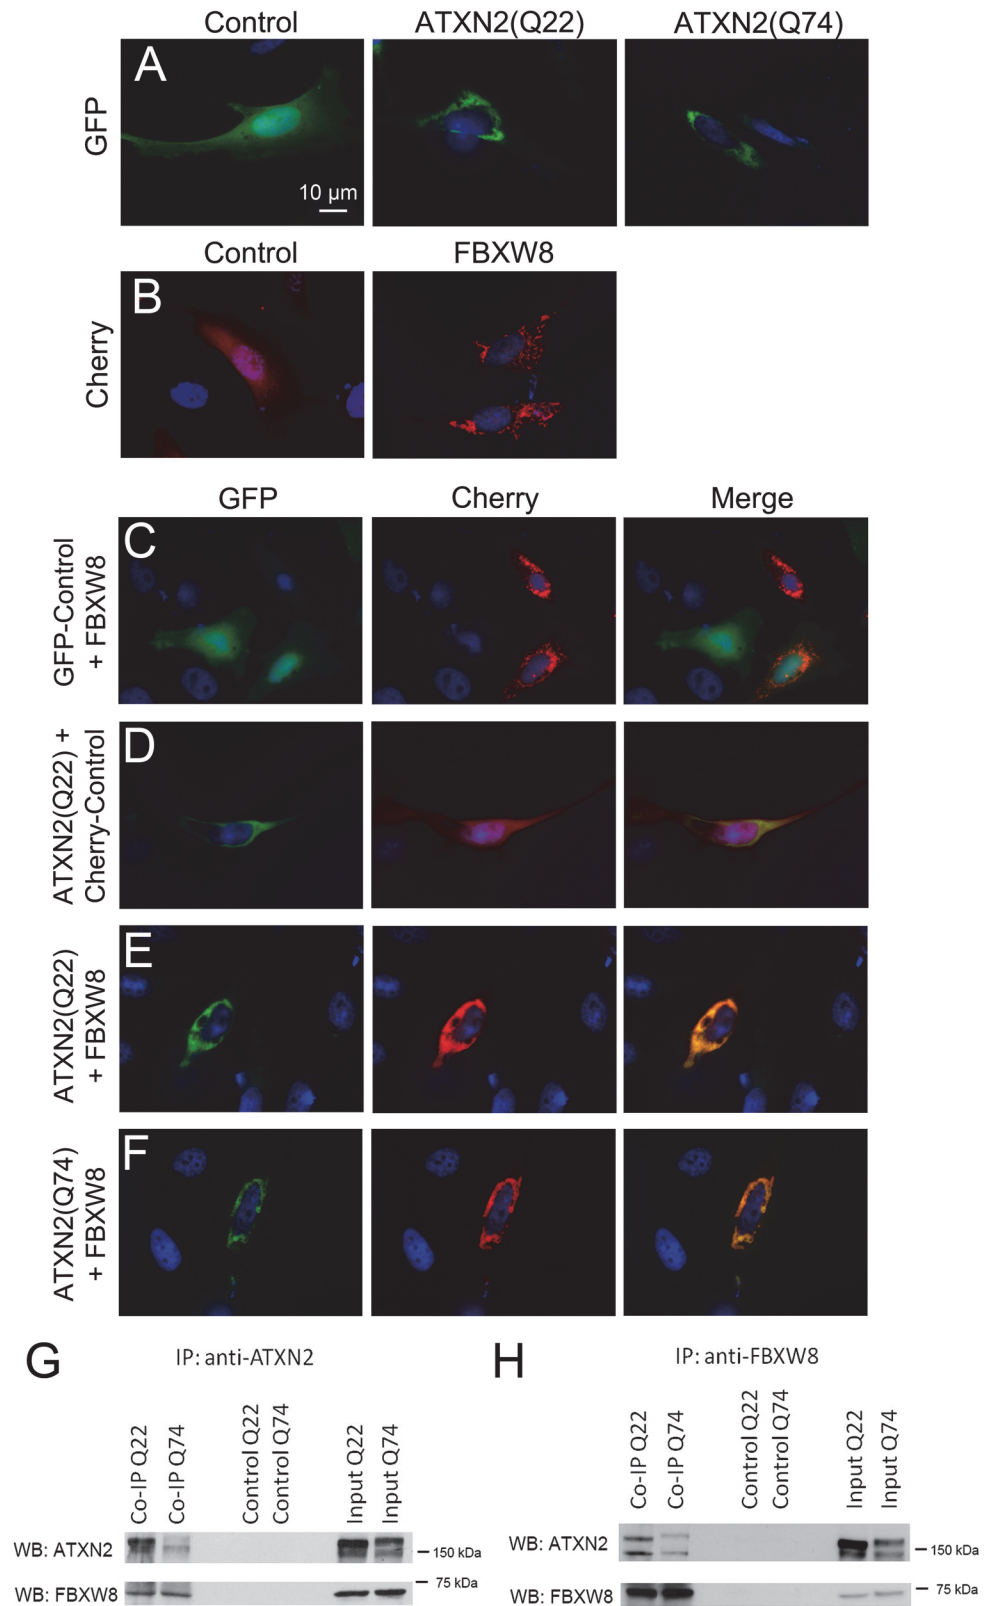 Control ATXN2(Q22) ATXN2(Q74)
A
GFP
10 µm
Control FBXW8
B
Cherry
GFP Cherry Merge
C
GFP-Control
+ FBXW8
D
ATXN2(Q22) +
Cherry-Control
E
ATXN2(Q22)
+ FBXW8
F
ATXN2(Q74)
+ FBXW8
G
IP: anti-ATXN2
Co-IP Q22
Co-IP Q74
Control Q22
Control Q74
Input Q22
Input Q74
WB: ATXN2
150 kDa
WB: FBXW8
75 kDa
H
IP: anti-FBXW8
Co-IP Q22
Co-IP Q74
Control Q22
Control Q74
Input Q22
Input Q74
WB: ATXN2
150 kDa
WB: FBXW8
75 kDa